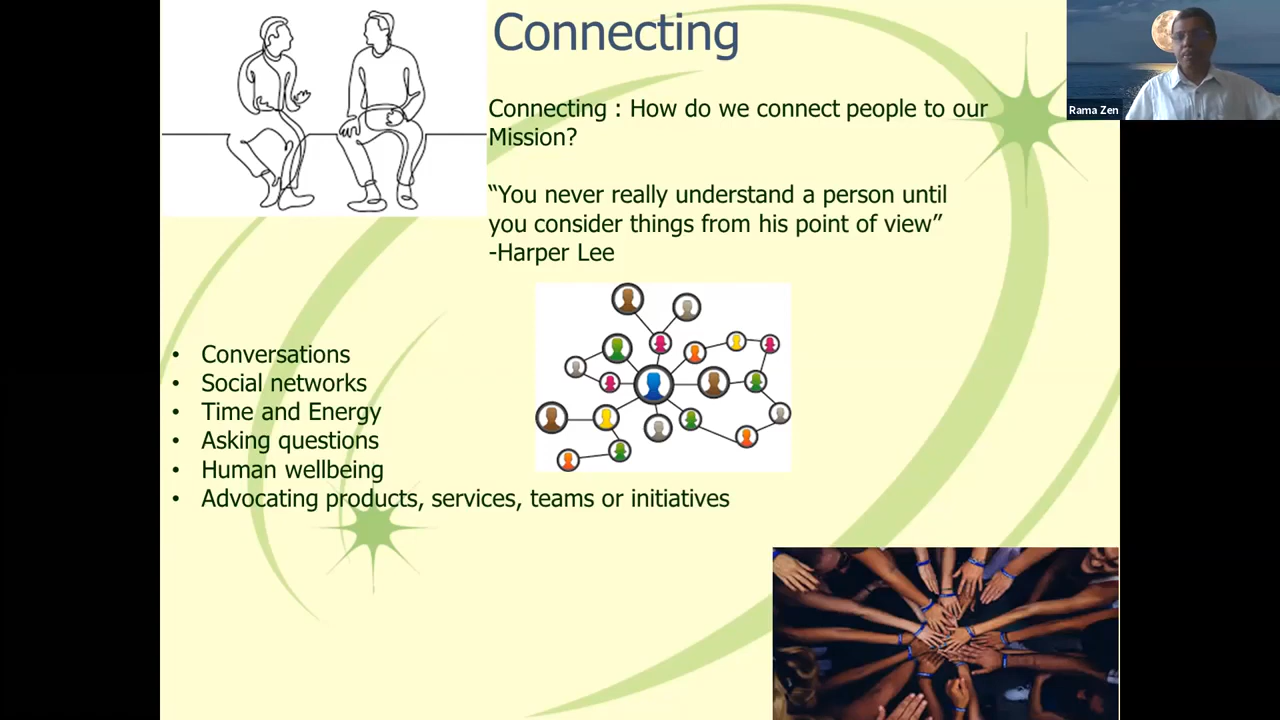 Connecting
Rama Zen
Connecting : How do we connect people to our
Mission?
“You never really understand a person until
you consider things from his point of view”
-Harper Lee
• Conversations
• Social networks
• Time and Energy
• Asking questions
• Human wellbeing
• Advocating products, services, teams or initiatives